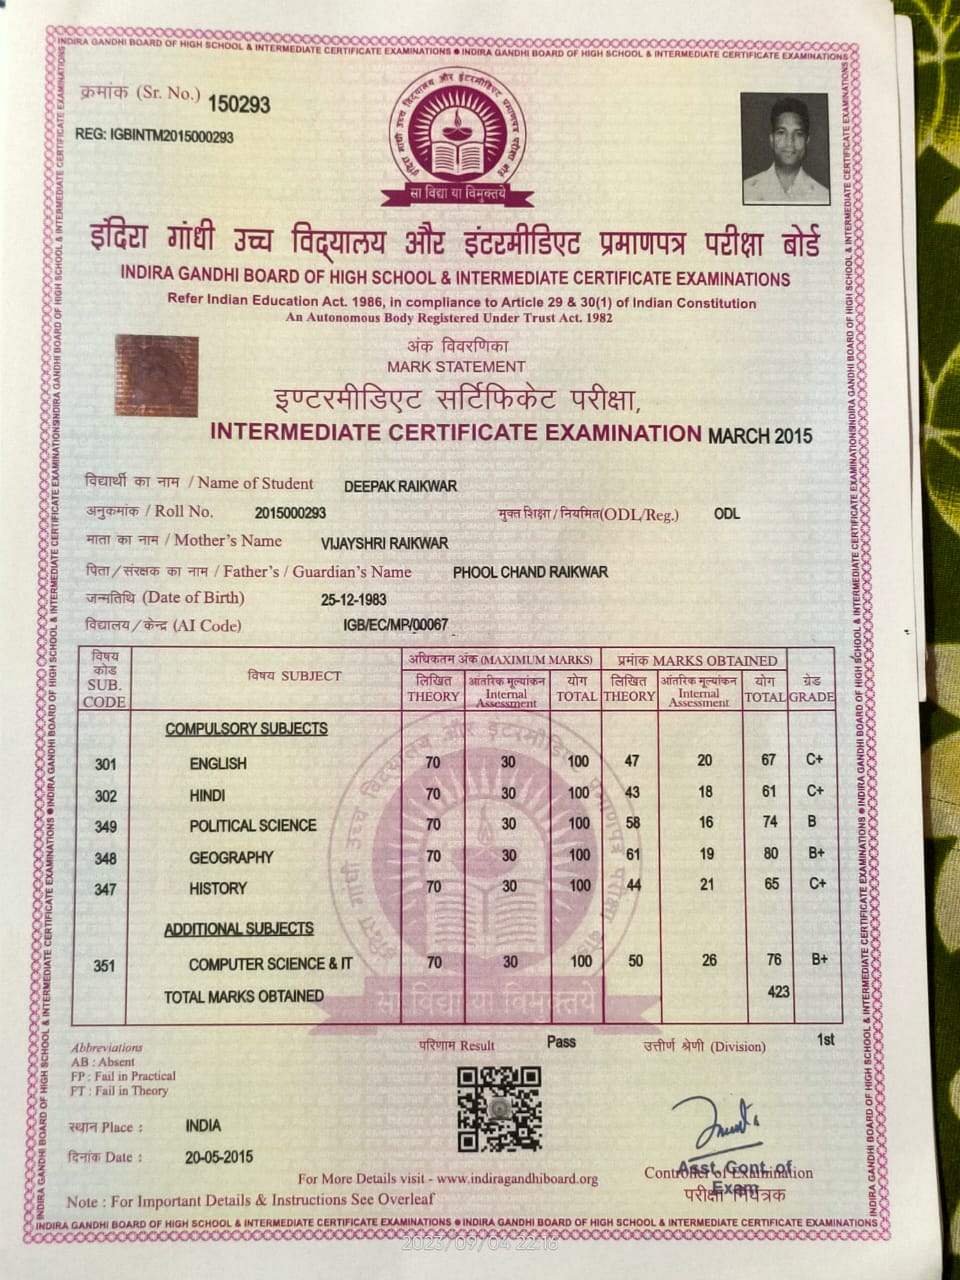 INDIRA GANDHI BOARD OF HIGH SCHOOL & INTERMEDIATE CERTIFICATE EXAMINATIONS ● INDIRA GANDHI BOARD OF HIGH SCHOOL & INTERMEDIATE CERTIFICATE EXAMINATIONS
क्रमांक (Sr. No.) 150293
REG: IGBINTM2015000293
सा विद्या या विमुक्तये
इंदिरा गांधी उच्च विद्यालय और इंटरमीडिएट प्रमाणपत्र परीक्षा बोर्ड
INDIRA GANDHI BOARD OF HIGH SCHOOL & INTERMEDIATE CERTIFICATE EXAMINATIONS
Refer Indian Education Act. 1986, in compliance to Article 29 & 30(1) of Indian Constitution
An Autonomous Body Registered Under Trust Act. 1982
अंक विवरणिका
MARK STATEMENT
इण्टरमीडिएट सर्टिफिकेट परीक्षा,
INTERMEDIATE CERTIFICATE EXAMINATION MARCH 2015
विद्यार्थी का नाम / Name of Student DEEPAK RAIKWAR
अनुकमांक / Roll No. 2015000293 मुक्त शिक्षा / नियमित(ODL/Reg.) ODL
माता का नाम / Mother's Name VIJAYSHRI RAIKWAR
पिता/संरक्षक का नाम / Father's / Guardian's Name PHOOL CHAND RAIKWAR
जन्मतिथि (Date of Birth) 25-12-1983
विद्यालय/केन्द्र (AI Code) IGB/EC/MP/00067
विषय कोड SUB. CODE विषय SUBJECT अधिकतम अंक (MAXIMUM MARKS) प्रमांक MARKS OBTAINED ग्रेड GRADE
लिखित THEORY आंतरिक मूल्यांकन Internal Assessment योग TOTAL लिखित THEORY आंतरिक मूल्यांकन Internal Assessment योग TOTAL
COMPULSORY SUBJECTS
301 ENGLISH 70 30 100 47 20 67 C+
302 HINDI 70 30 100 43 18 61 C+
349 POLITICAL SCIENCE 70 30 100 58 16 74 B
348 GEOGRAPHY 70 30 100 61 19 80 B+
347 HISTORY 70 30 100 44 21 65 C+
ADDITIONAL SUBJECTS
351 COMPUTER SCIENCE & IT 70 30 100 50 26 76 B+
TOTAL MARKS OBTAINED 423
सा विद्या या विमुक्तये
परिणाम Result Pass उत्तीर्ण श्रेणी (Division) 1st
Abbreviations
AB : Absent
FP : Fail in Practical
FT : Fail in Theory
स्थान Place : INDIA
दिनांक Date : 20-05-2015
Controller of Examination
Asst. Cont. of Exam
परीक्षा नियंत्रक
For More Details visit - www.indiragandhiboard.org
Note : For Important Details & Instructions See Overleaf
INDIRA GANDHI BOARD OF HIGH SCHOOL & INTERMEDIATE CERTIFICATE EXAMINATIONS ● INDIRA GANDHI BOARD OF HIGH SCHOOL & INTERMEDIATE CERTIFICATE EXAMINATIONS
2023/09/04 22:16